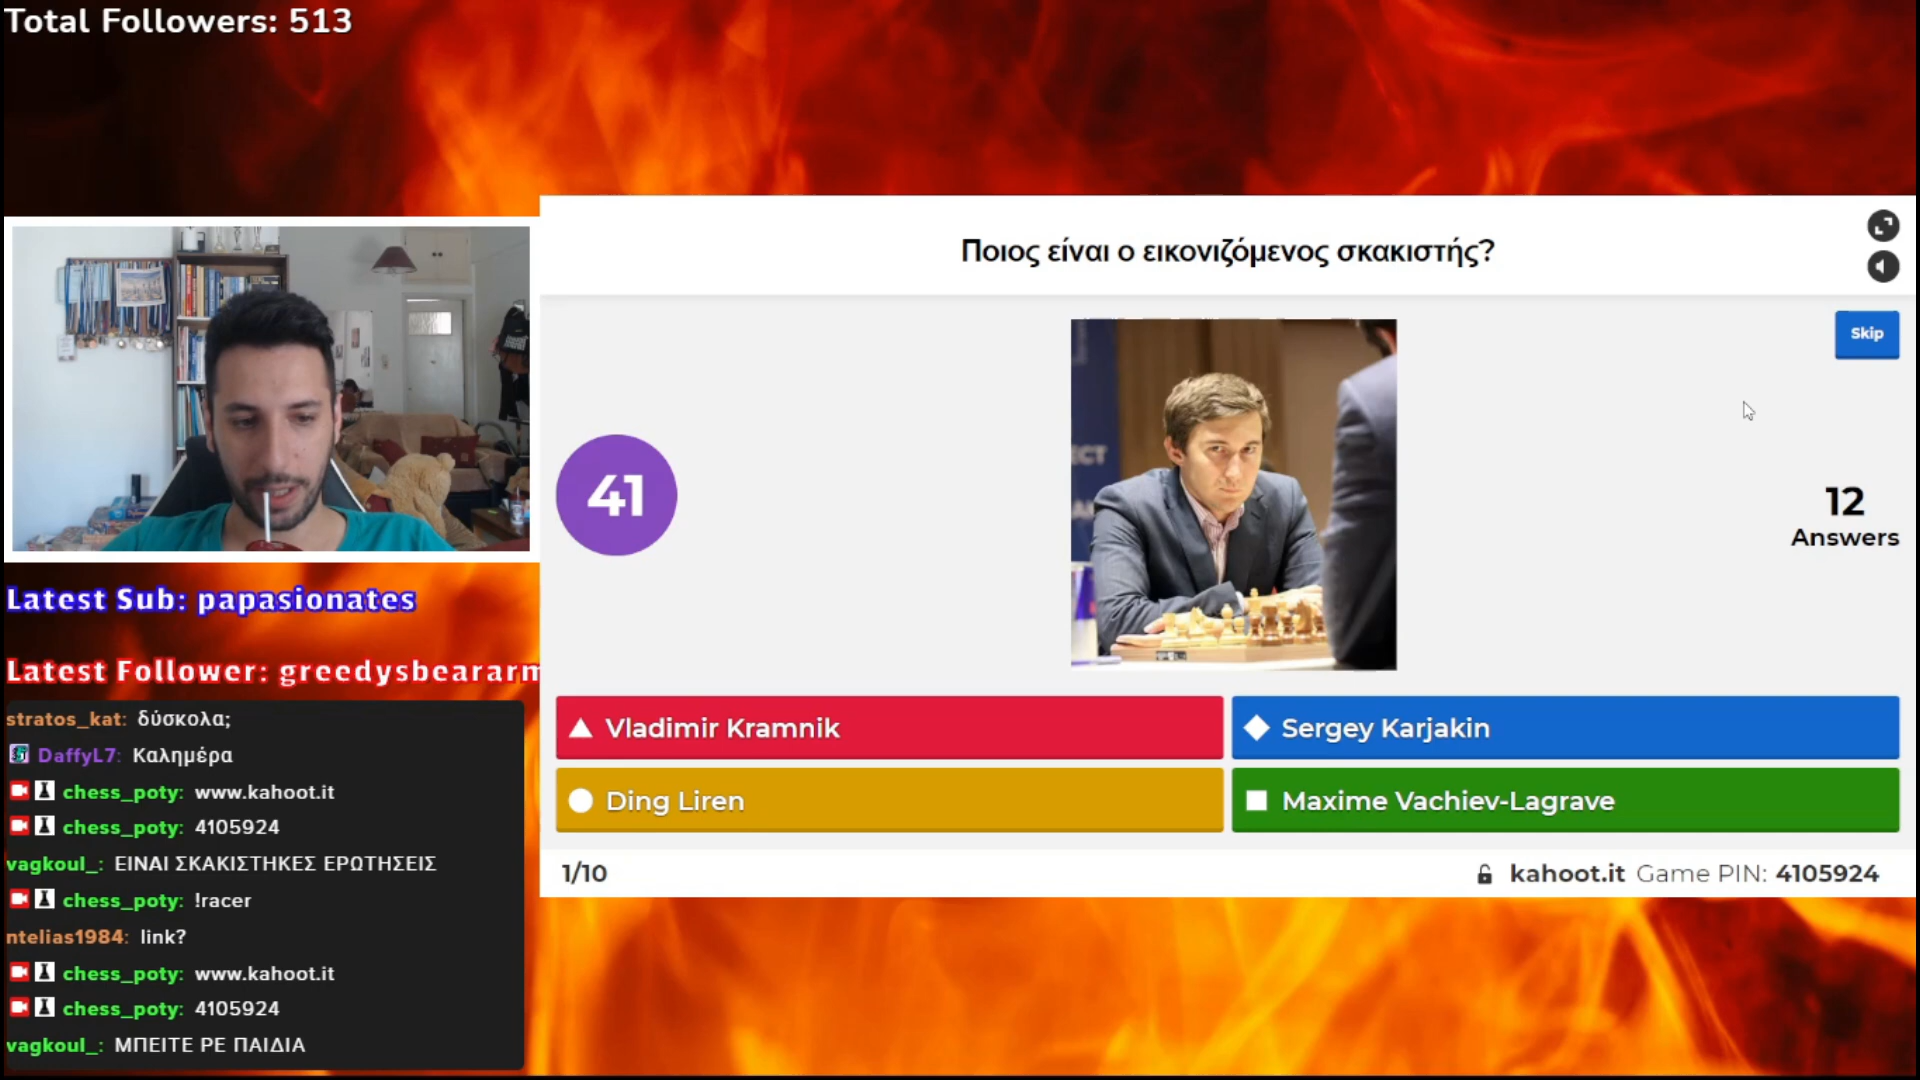 Total Followers: 513
Ποιος είναι ο εικονιζόμενος σκακιστής?
Skip
41
12
Answers
Latest Sub: papasionates
Latest Follower: greedysbeararm
stratos_kat: δύσκολα;
DaffyL7: Καλημέρα
chess_poty: www.kahoot.it
chess_poty: 4105924
vagkoul_: ΕΙΝΑΙ ΣΚΑΚΙΣΤΗΚΕΣ ΕΡΩΤΗΣΕΙΣ
chess_poty: !racer
ntelias1984: link?
chess_poty: www.kahoot.it
chess_poty: 4105924
vagkoul_: ΜΠΕΙΤΕ ΡΕ ΠΑΙΔΙΑ
Vladimir Kramnik
Sergey Karjakin
Ding Liren
Maxime Vachiev-Lagrave
1/10
kahoot.it Game PIN: 4105924